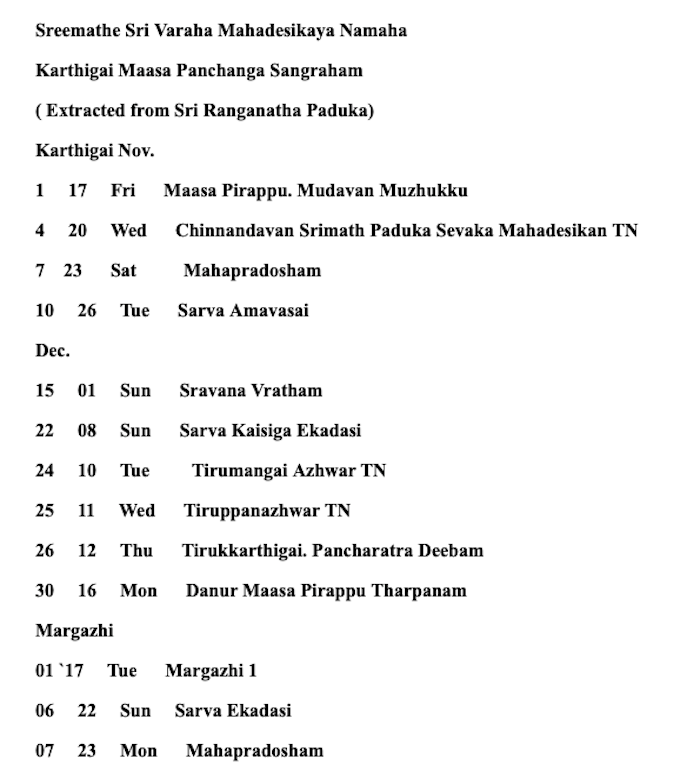 Sreemathe Sri Varaha Mahadesikaya Namaha
Karthigai Maasa Panchanga Sangraham
( Extracted from Sri Ranganatha Paduka)
Karthigai Nov.
1 17 Fri Maasa Pirappu. Mudavan Muzhukku
4 20 Wed Chinnandavan Srimath Paduka Sevaka Mahadesikan TN
7 23 Sat Mahapradosham
10 26 Tue Sarva Amavasai
Dec.
15 01 Sun Sravana Vratham
22 08 Sun Sarva Kaisiga Ekadasi
24 10 Tue Tirumangai Azhwar TN
25 11 Wed Tiruppanazhwar TN
26 12 Thu Tirukkarthigai. Pancharatra Deebam
30 16 Mon Danur Maasa Pirappu Tharpanam
Margazhi
01 `17 Tue Margazhi 1
06 22 Sun Sarva Ekadasi
07 23 Mon Mahapradosham